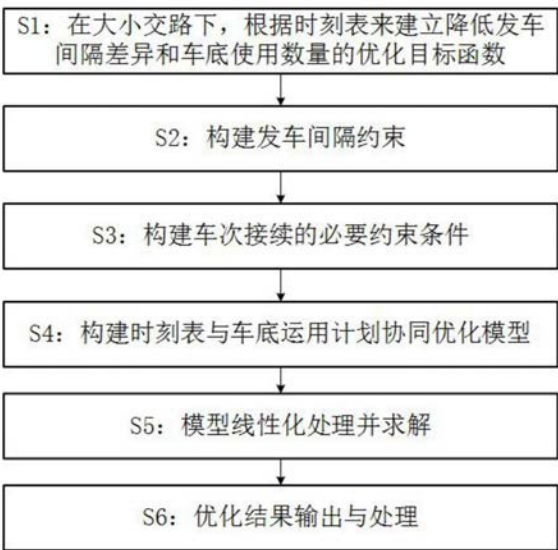 S1：在大小交路下，根据时刻表来建立降低发车
间隔差异和车底使用数量的优化目标函数
S2：构建发车间隔约束
S3：构建车次接续的必要约束条件
S4：构建时刻表与车底运用计划协同优化模型
S5：模型线性化处理并求解
S6：优化结果输出与处理